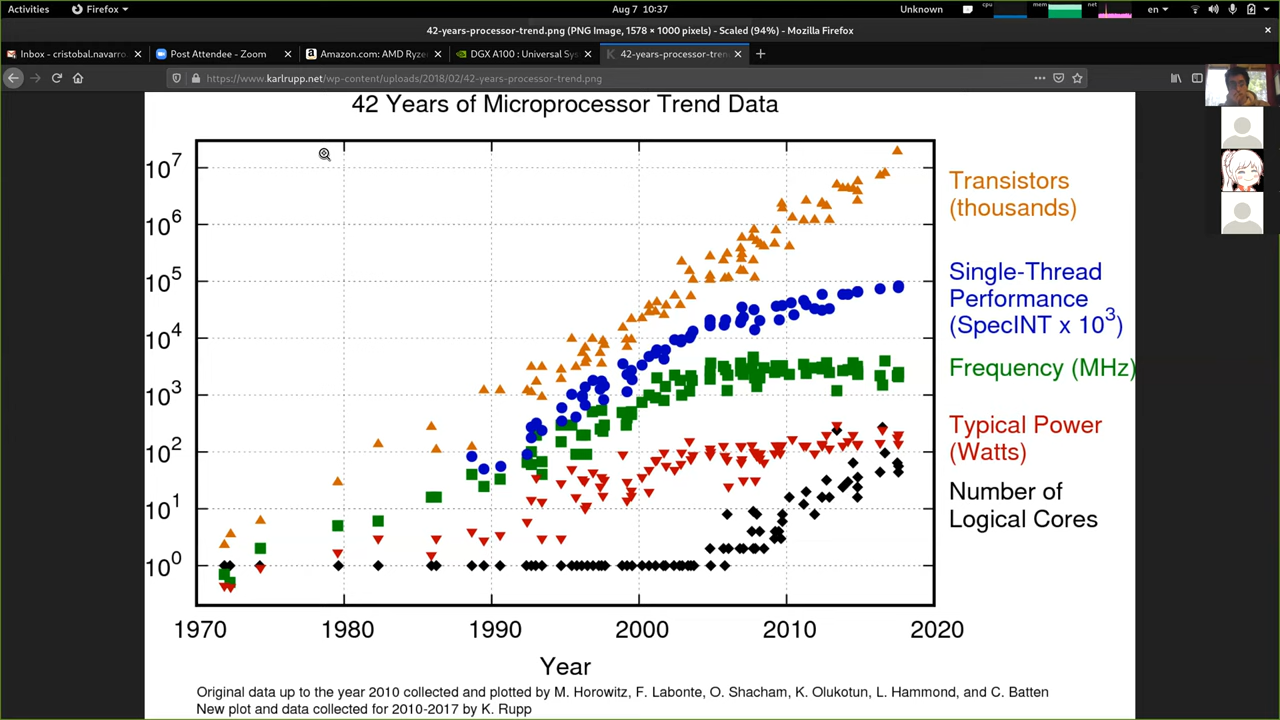 Activities Firefox Aug 7 10:37 Unknown cpu mem net en
42-years-processor-trend.png (PNG Image, 1578 × 1000 pixels) - Scaled (94%) - Mozilla Firefox
Inbox - cristobal.navarro Post Attendee - Zoom Amazon.com: AMD Ryze DGX A100 : Universal Sy 42-years-processor-tren
https://www.karlrupp.net/wp-content/uploads/2018/02/42-years-processor-trend.png
42 Years of Microprocessor Trend Data
10^7
10^6
10^5
10^4
10^3
10^2
10^1
10^0
Transistors
(thousands)
Single-Thread
Performance
(SpecINT x 10^3)
Frequency (MHz)
Typical Power
(Watts)
Number of
Logical Cores
1970 1980 1990 2000 2010 2020
Year
Original data up to the year 2010 collected and plotted by M. Horowitz, F. Labonte, O. Shacham, K. Olukotun, L. Hammond, and C. Batten
New plot and data collected for 2010-2017 by K. Rupp